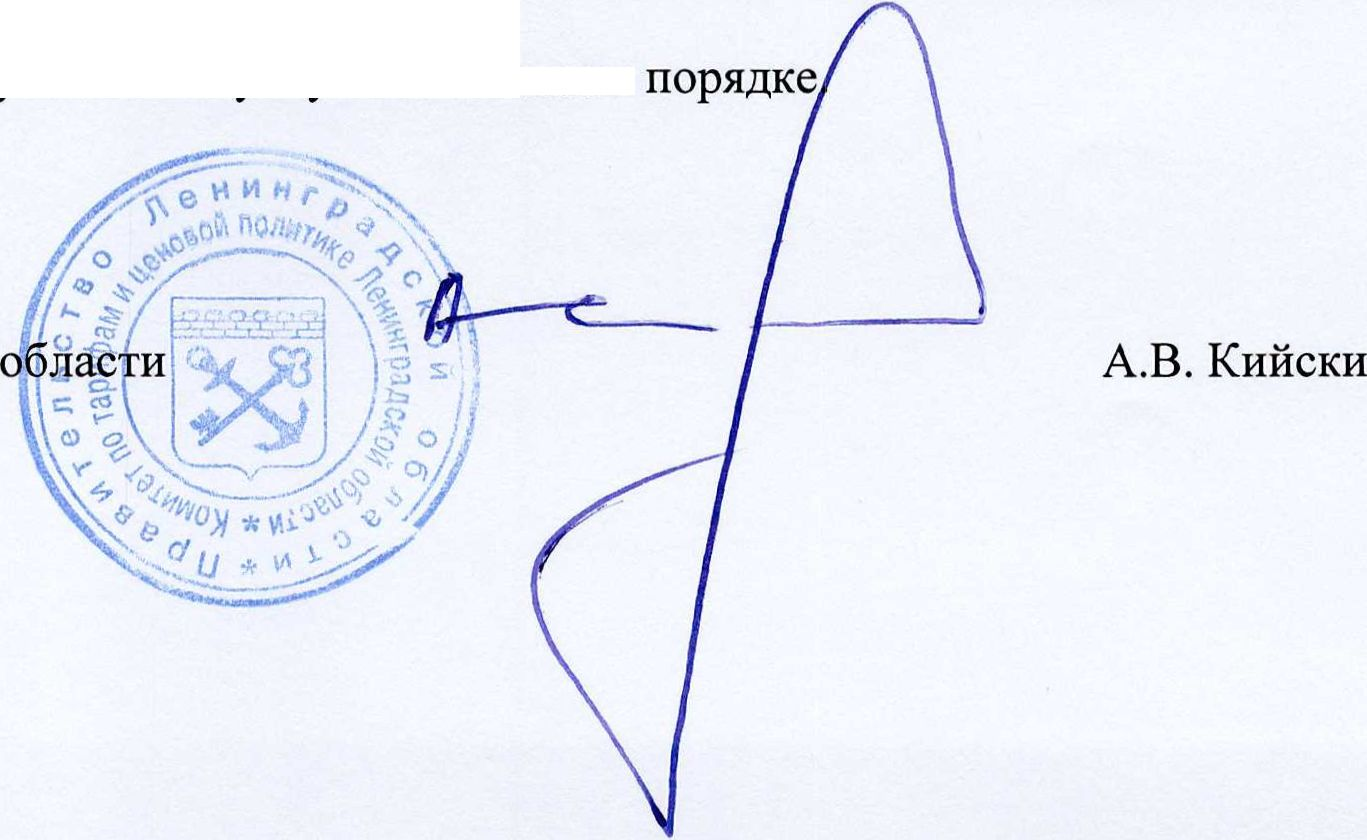 порядке.
Правительство Ленинградской области *
Комитет по тарифам и ценовой политике Ленинградской области *
области
А.В. Кийски